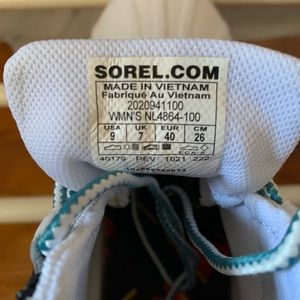 SOREL.COM
MADE IN VIETNAM
Fabriqué Au Vietnam
2020941100
WMN'S NL4864-100
USA UK EUR CM
9 7 40 26
40179 REV 1021 222